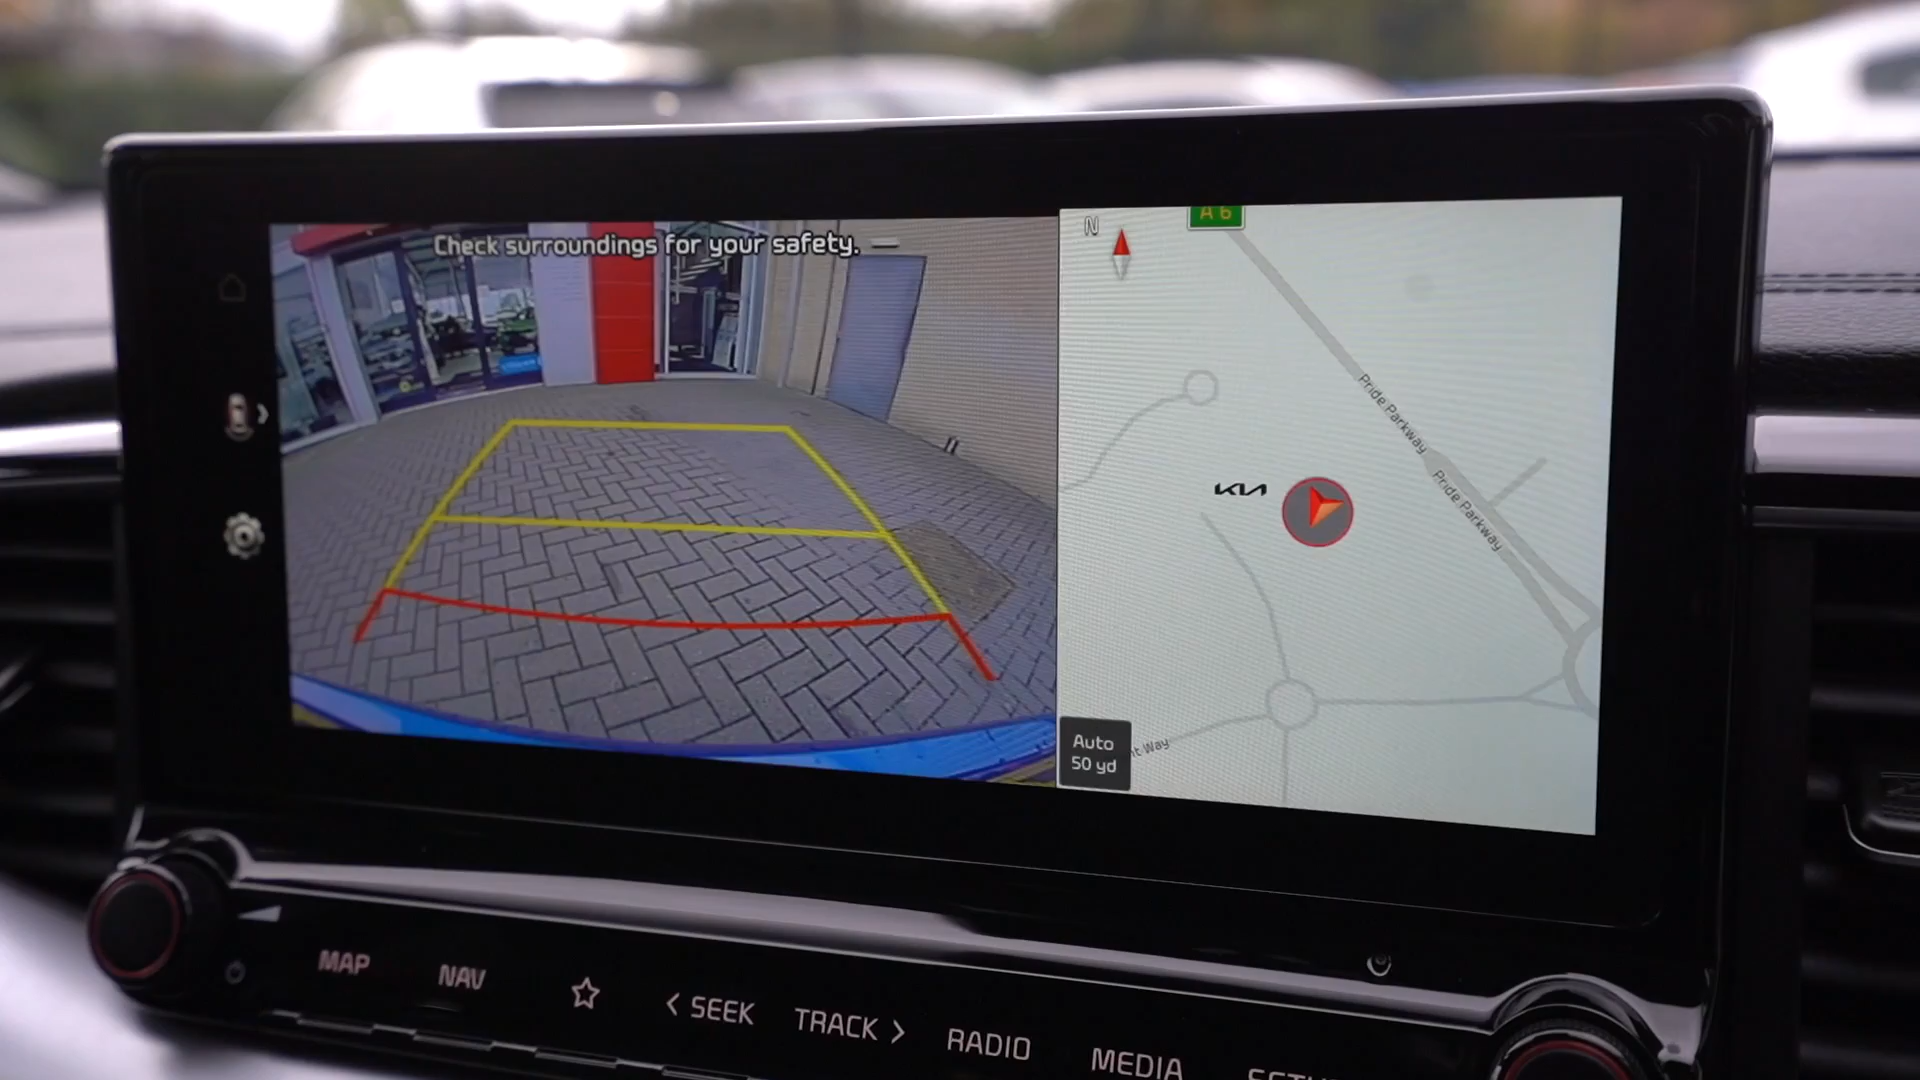 Check surroundings for your safety.
N
A 6
Pride Parkway
Pride Parkway
KIA
Auto
50 yd
Way
MAP
NAV
< SEEK
TRACK >
RADIO
MEDIA